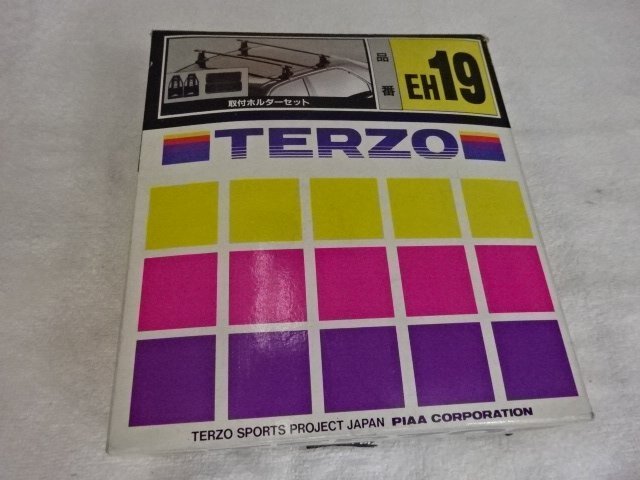 品番
EH19
取付ホルダーセット
TERZO
TERZO SPORTS PROJECT JAPAN PIAA CORPORATION